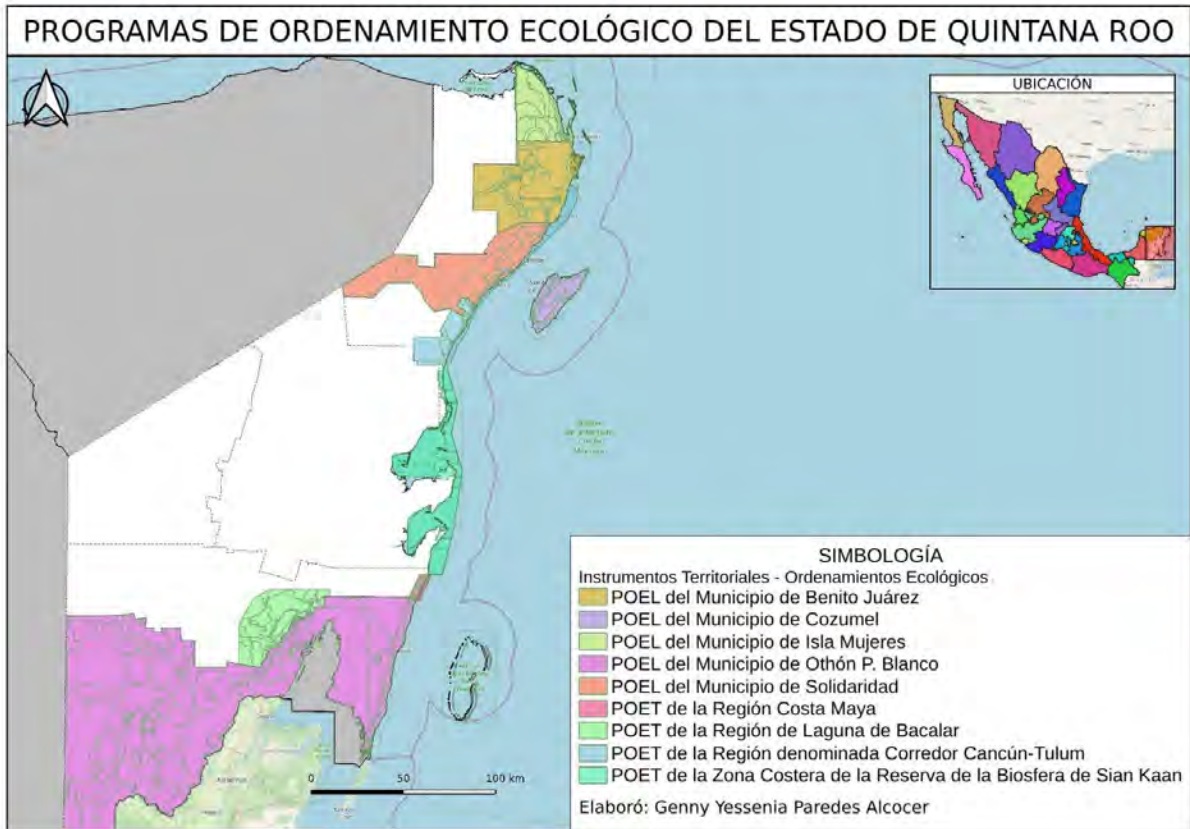 PROGRAMAS DE ORDENAMIENTO ECOLÓGICO DEL ESTADO DE QUINTANA ROO
UBICACIÓN
SIMBOLOGÍA
Instrumentos Territoriales - Ordenamientos Ecológicos
POEL del Municipio de Benito Juárez
POEL del Municipio de Cozumel
POEL del Municipio de Isla Mujeres
POEL del Municipio de Othón P. Blanco
POEL del Municipio de Solidaridad
POET de la Región Costa Maya
POET de la Región de Laguna de Bacalar
POET de la Región denominada Corredor Cancún-Tulum
POET de la Zona Costera de la Reserva de la Biosfera de Sian Kaan
0 50 100 km
Elaboró: Genny Yessenia Paredes Alcocer